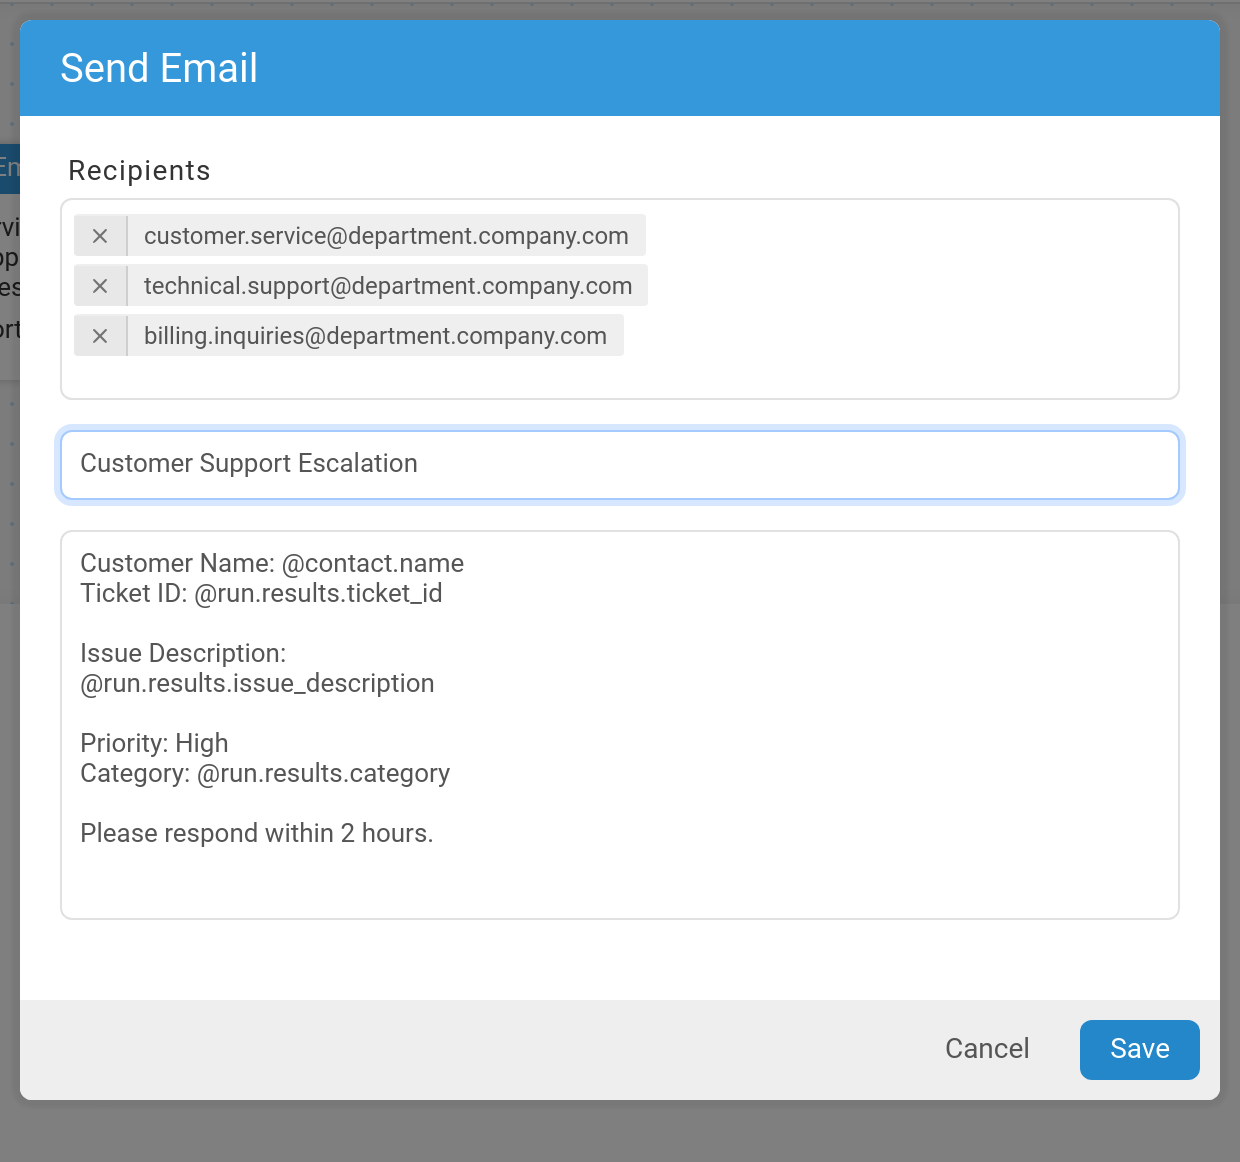 Send Email
Recipients
customer.service@department.company.com
technical.support@department.company.com
billing.inquiries@department.company.com
Customer Support Escalation
Customer Name: @contact.name
Ticket ID: @run.results.ticket_id
Issue Description:
@run.results.issue_description
Priority: High
Category: @run.results.category
Please respond within 2 hours.
Cancel
Save